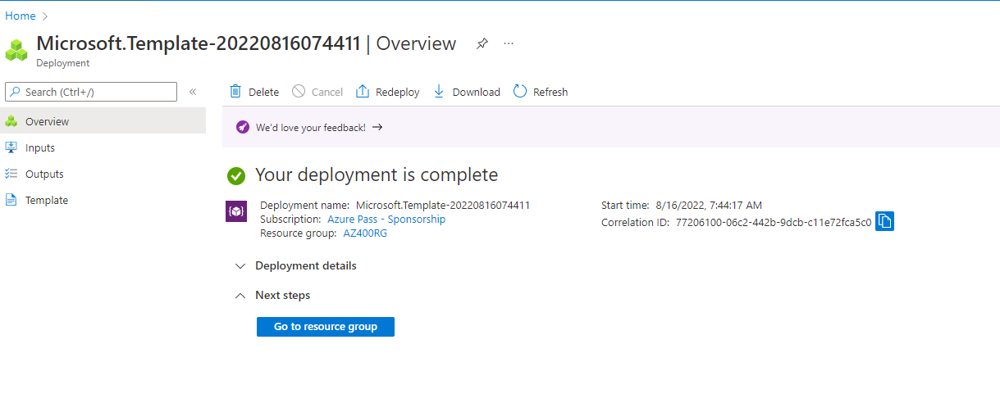 Home
Microsoft.Template-20220816074411 | Overview
Deployment
Search (Ctrl+/)
Overview
Inputs
Outputs
Template
Delete Cancel Redeploy Download Refresh
We'd love your feedback!
Your deployment is complete
Deployment name: Microsoft.Template-20220816074411
Subscription: Azure Pass - Sponsorship
Resource group: AZ400RG
Start time: 8/16/2022, 7:44:17 AM
Correlation ID: 77206100-06c2-442b-9dcb-c11e72fca5c0
Deployment details
Next steps
Go to resource group